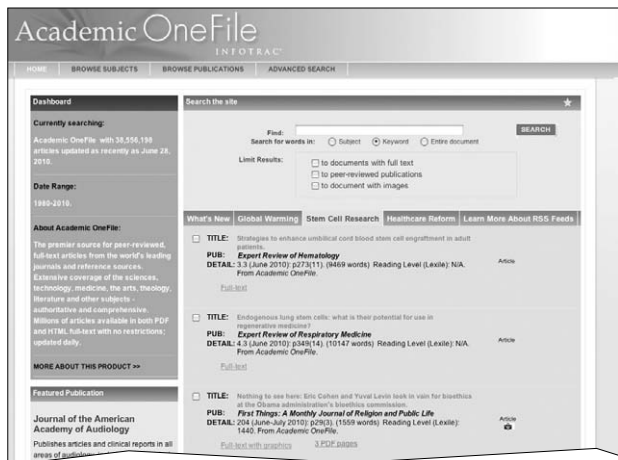 Academic OneFile
INFOTRAC®
HOME BROWSE SUBJECTS BROWSE PUBLICATIONS ADVANCED SEARCH
Dashboard
Currently searching:
Academic OneFile with 38,556,198
articles updated as recently as June 28,
2010.
Date Range:
1980-2010.
About Academic OneFile:
The premier source for peer-reviewed,
full-text articles from the world's leading
journals and reference sources.
Extensive coverage of the sciences,
technology, medicine, the arts, theology,
literature and other subjects -
authoritative and comprehensive.
Millions of articles available in both PDF
and HTML full-text with no restrictions;
updated daily.
MORE ABOUT THIS PRODUCT >>
Featured Publication
Journal of the American
Academy of Audiology
Publishes articles and clinical reports in all
areas of audiology
Search the site
Find: SEARCH
Search for words in: Subject Keyword Entire document
Limit Results: to documents with full text
to peer-reviewed publications
to document with images
What's New Global Warming Stem Cell Research Healthcare Reform Learn More About RSS Feeds
TITLE: Strategies to enhance umbilical cord blood stem cell engraftment in adult
patients.
PUB: Expert Review of Hematology Article
DETAIL: 3.3 (June 2010): p273(11). (9469 words) Reading Level (Lexile): N/A.
From Academic OneFile.
Full-text
TITLE: Endogenous lung stem cells: what is their potential for use in
regenerative medicine?
PUB: Expert Review of Respiratory Medicine Article
DETAIL: 4.3 (June 2010): p349(14). (10147 words) Reading Level (Lexile): N/A.
From Academic OneFile.
Full-text
TITLE: Nothing to see here: Eric Cohan and Yuval Levin look in vain for bioethics
at the Obama administration's bioethics commission.
PUB: First Things: A Monthly Journal of Religion and Public Life Article
DETAIL: 204 (June-July 2010): p29(3). (1559 words) Reading Level (Lexile):
1440. From Academic OneFile.
Full-text with graphics 3 PDF pages